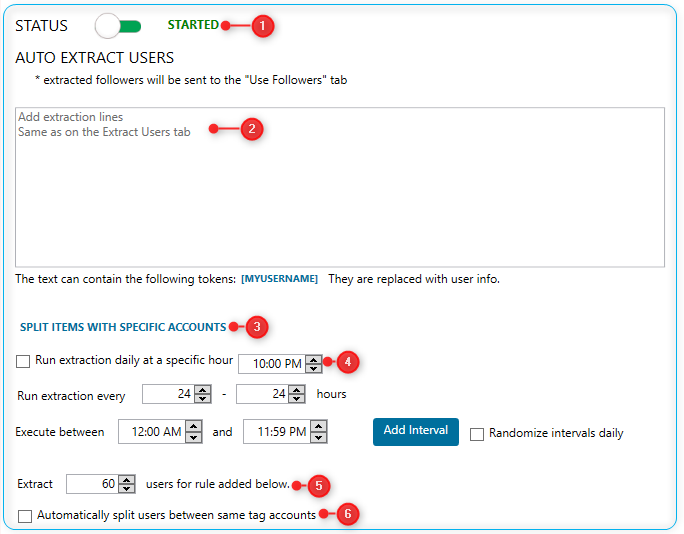 STATUS STARTED 1
AUTO EXTRACT USERS
* extracted followers will be sent to the "Use Followers" tab
Add extraction lines
Same as on the Extract Users tab 2
The text can contain the following tokens: [MYUSERNAME] They are replaced with user info.
SPLIT ITEMS WITH SPECIFIC ACCOUNTS 3
Run extraction daily at a specific hour 10:00 PM 4
Run extraction every 24 - 24 hours
Execute between 12:00 AM and 11:59 PM Add Interval Randomize intervals daily
Extract 60 users for rule added below. 5
Automatically split users between same tag accounts 6